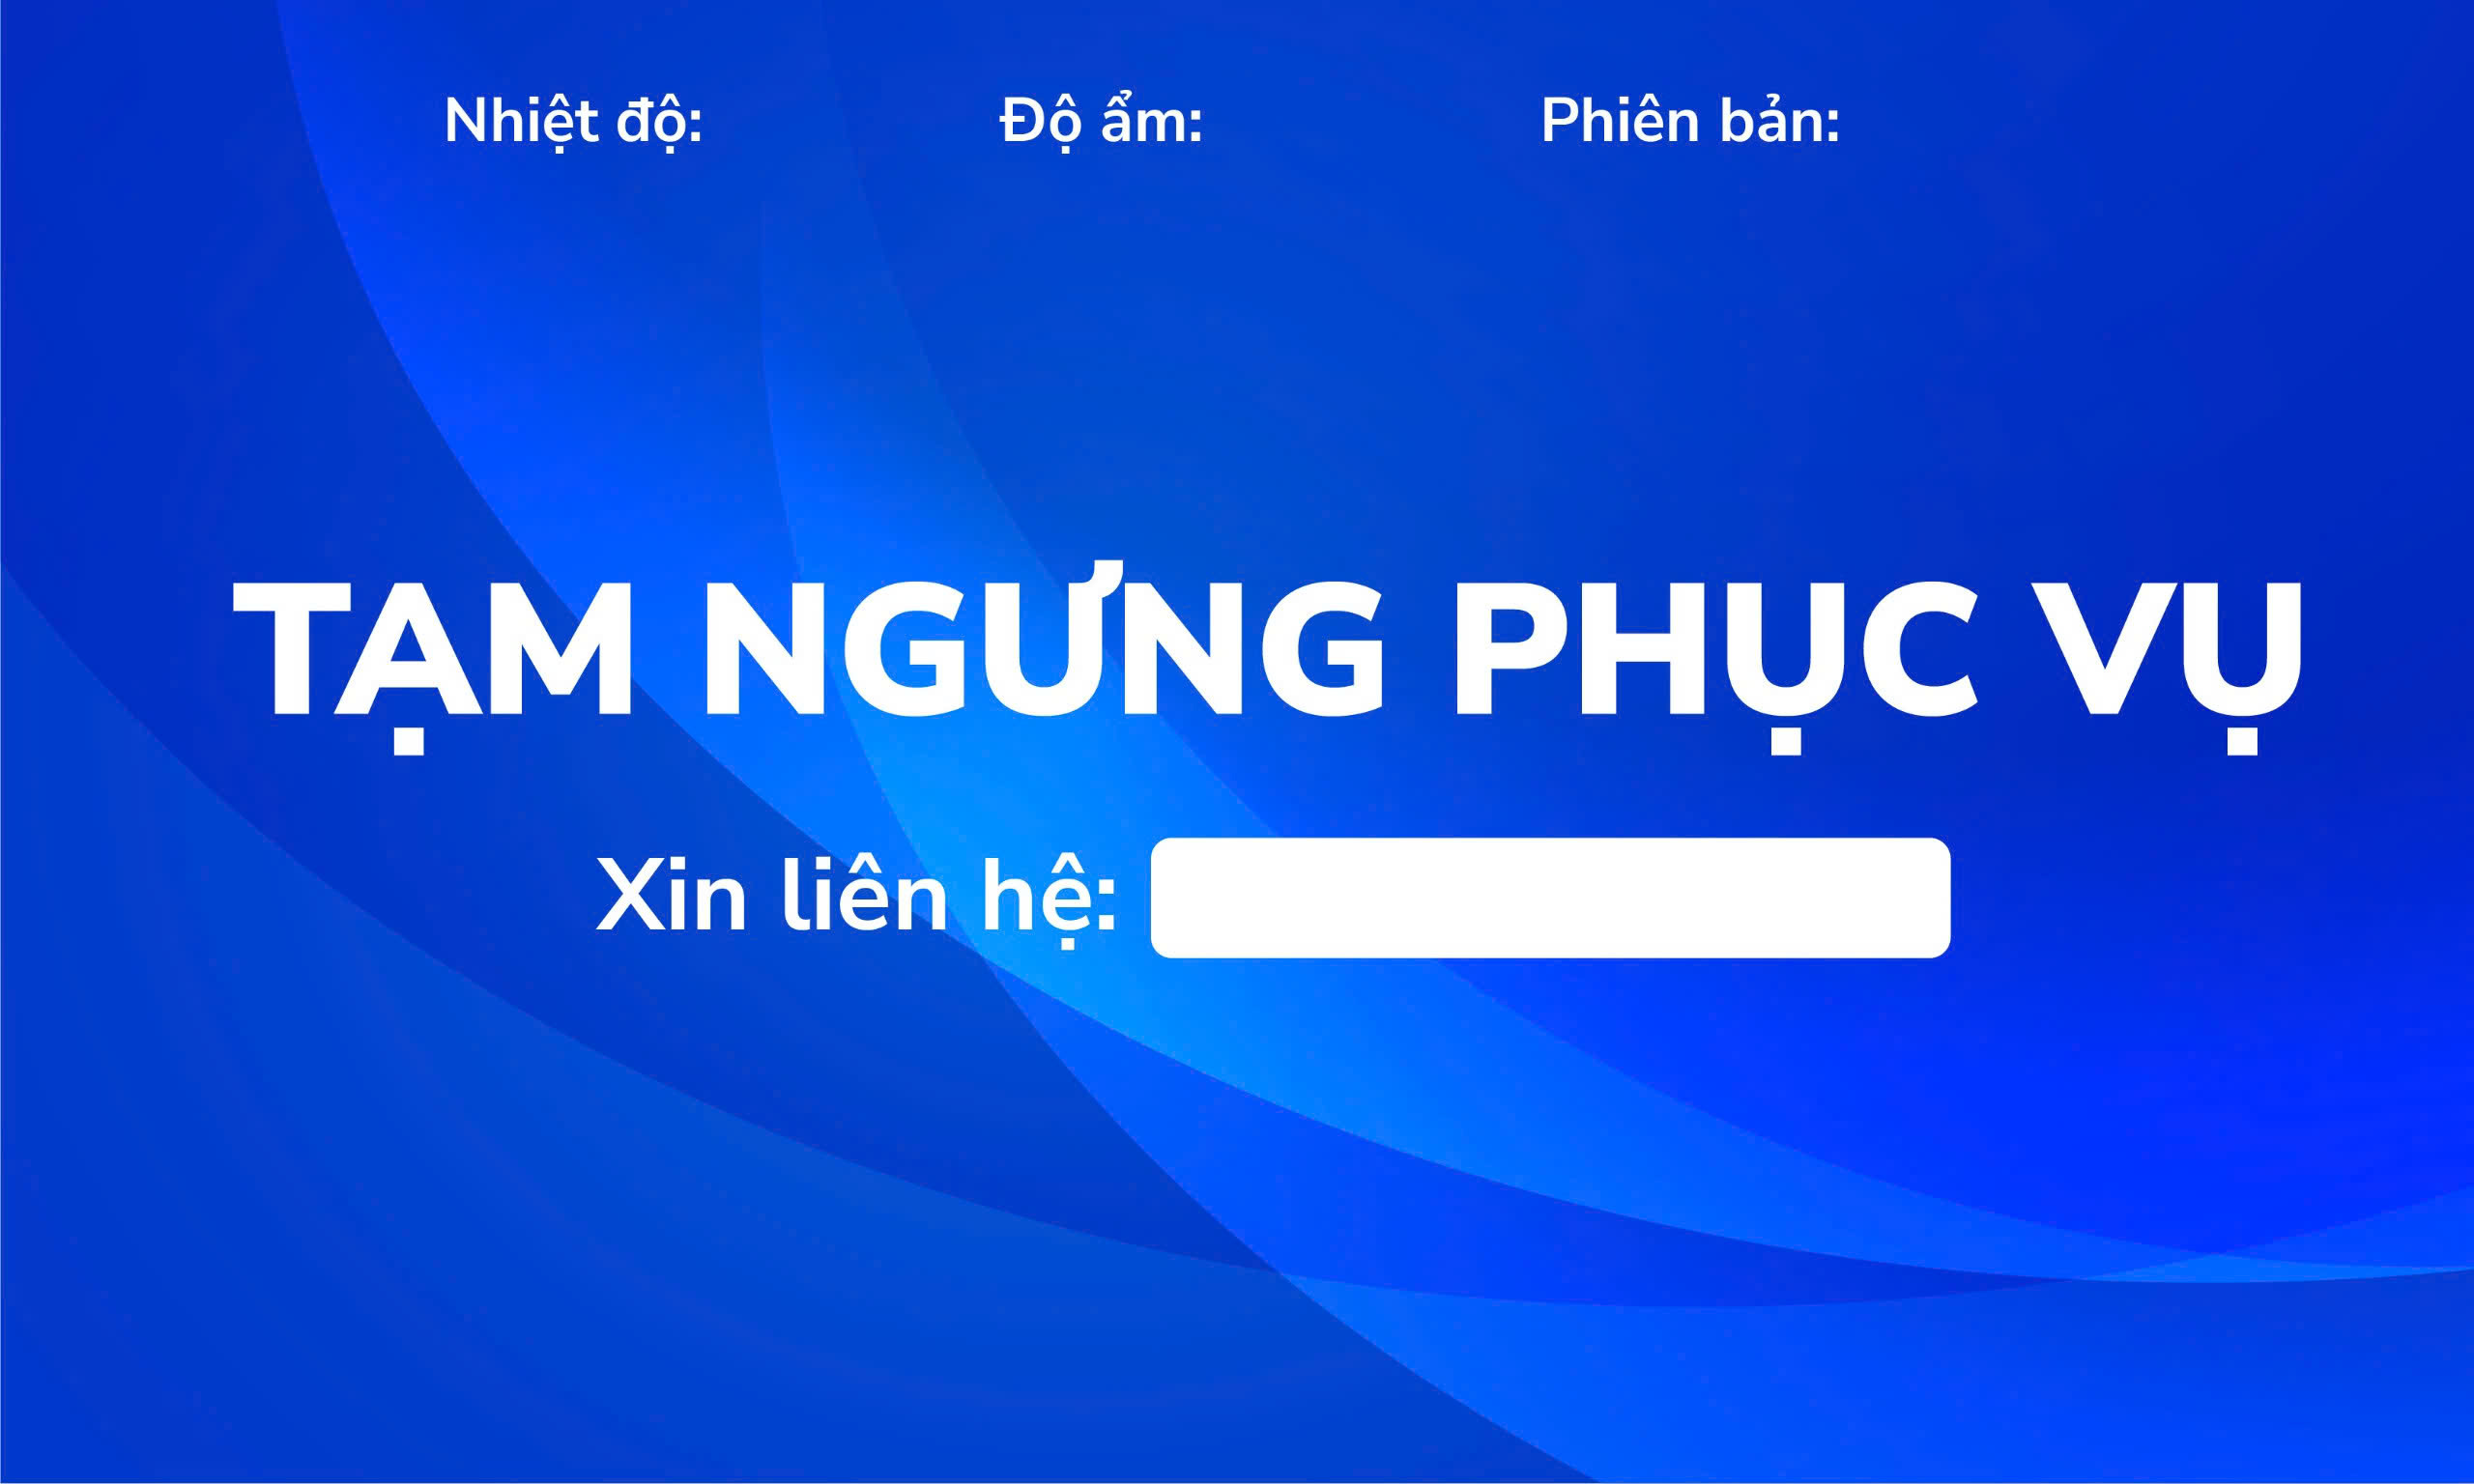 Nhiệt độ: Độ ẩm: Phiên bản:
TẠM NGƯNG PHỤC VỤ
Xin liên hệ: